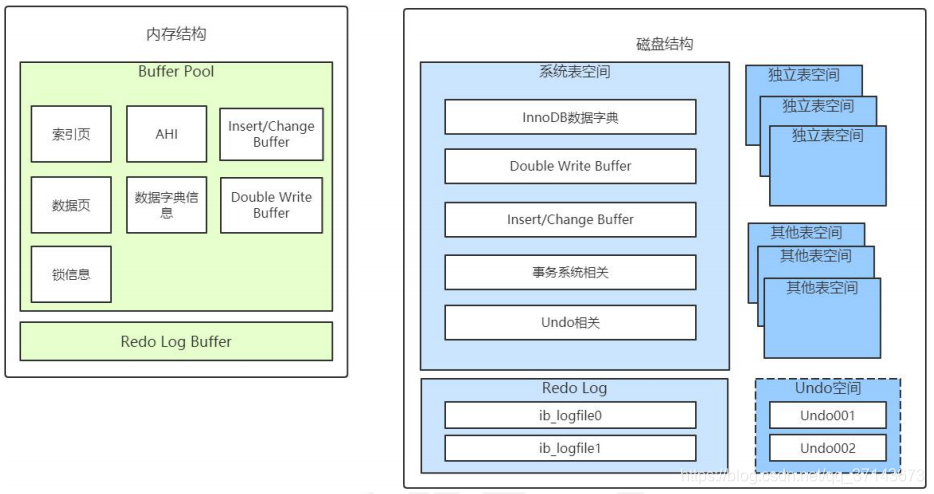 内存结构
Buffer Pool
索引页
AHI
Insert/Change
Buffer
数据页
数据字典信
息
Double Write
Buffer
锁信息
Redo Log Buffer
磁盘结构
系统表空间
InnoDB数据字典
Double Write Buffer
Insert/Change Buffer
事务系统相关
Undo相关
Redo Log
ib_logfile0
ib_logfile1
独立表空间
独立表空间
独立表空间
其他表空间
其他表空间
其他表空间
Undo空间
Undo001
Undo002
https://blog.csdn.net/qq_37143673